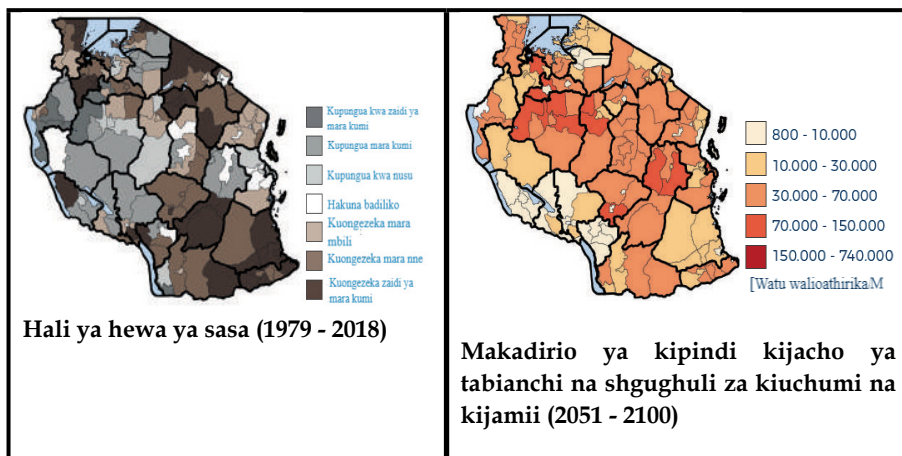 Kupungua kwa zaidi ya
mara kumi
Kupungua mara kumi
Kupungua kwa nusu
Hakuna badiliko
Kuongezeka mara
mbili
Kuongezeka mara nne
Kuongezeka zaidi ya
mara kumi
Hali ya hewa ya sasa (1979 - 2018)
800 - 10.000
10.000 - 30.000
30.000 - 70.000
70.000 - 150.000
150.000 - 740.000
[Watu walioathirika/M
Makadirio ya kipindi kijacho ya
tabianchi na shgughuli za kiuchumi na
kijamii (2051 - 2100)